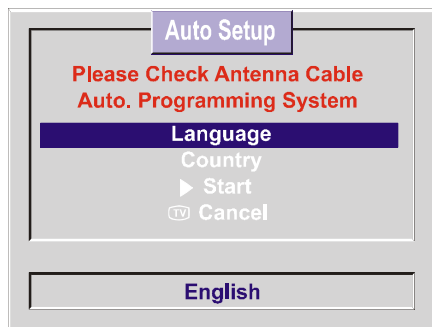 Auto Setup
Please Check Antenna Cable
Auto. Programming System
Language
Country
Start
TV Cancel
English